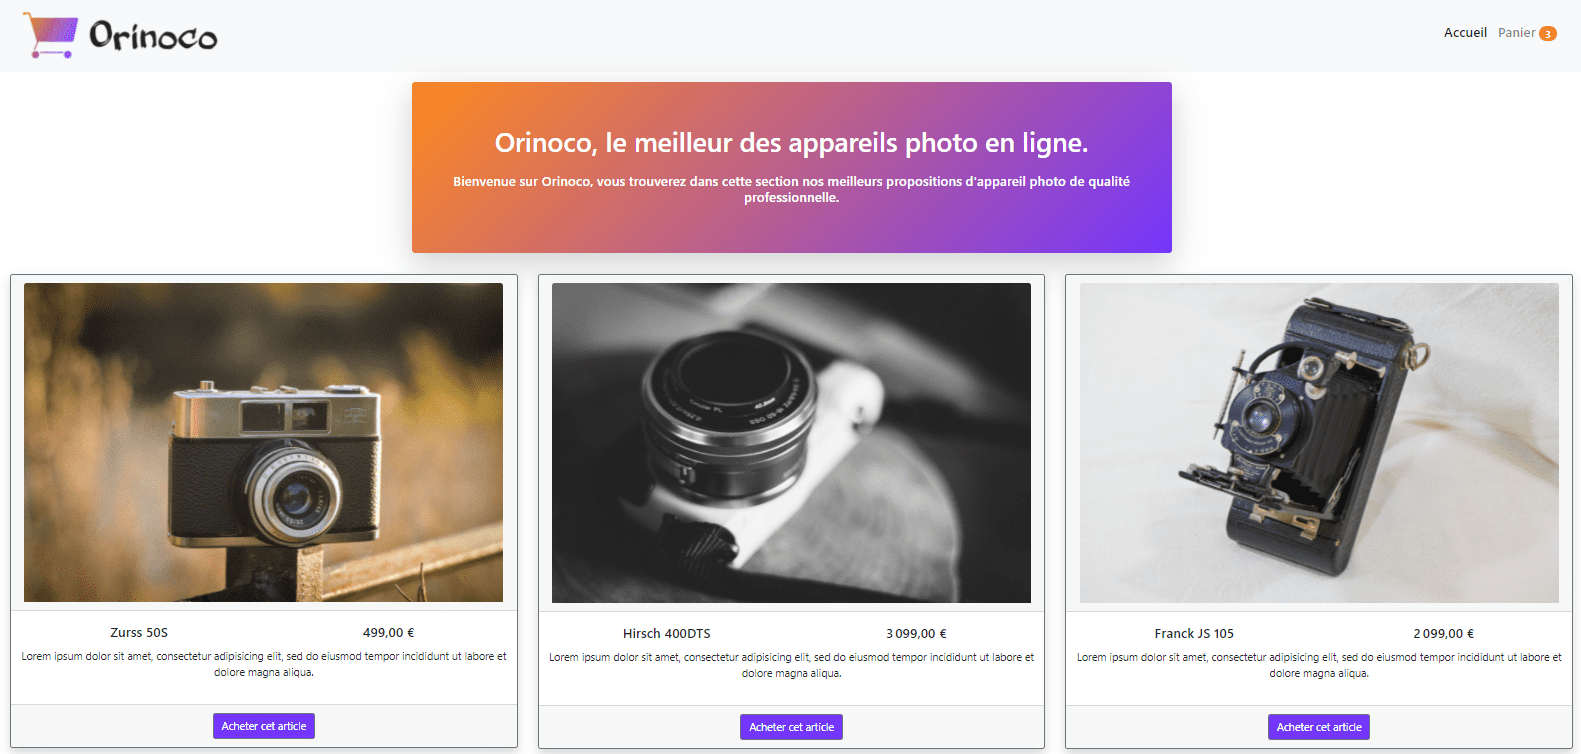 Orinoco
Accueil Panier 3
Orinoco, le meilleur des appareils photo en ligne.
Bienvenue sur Orinoco, vous trouverez dans cette section nos meilleurs propositions d'appareil photo de qualité
professionnelle.
Zurss 50S 499,00 €
Lorem ipsum dolor sit amet, consectetur adipisicing elit, sed do eiusmod tempor incididunt ut labore et
dolore magna aliqua.
Acheter cet article
Hirsch 400DTS 3 099,00 €
Lorem ipsum dolor sit amet, consectetur adipisicing elit, sed do eiusmod tempor incididunt ut labore et
dolore magna aliqua.
Acheter cet article
Franck JS 105 2 099,00 €
Lorem ipsum dolor sit amet, consectetur adipisicing elit, sed do eiusmod tempor incididunt ut labore et
dolore magna aliqua.
Acheter cet article